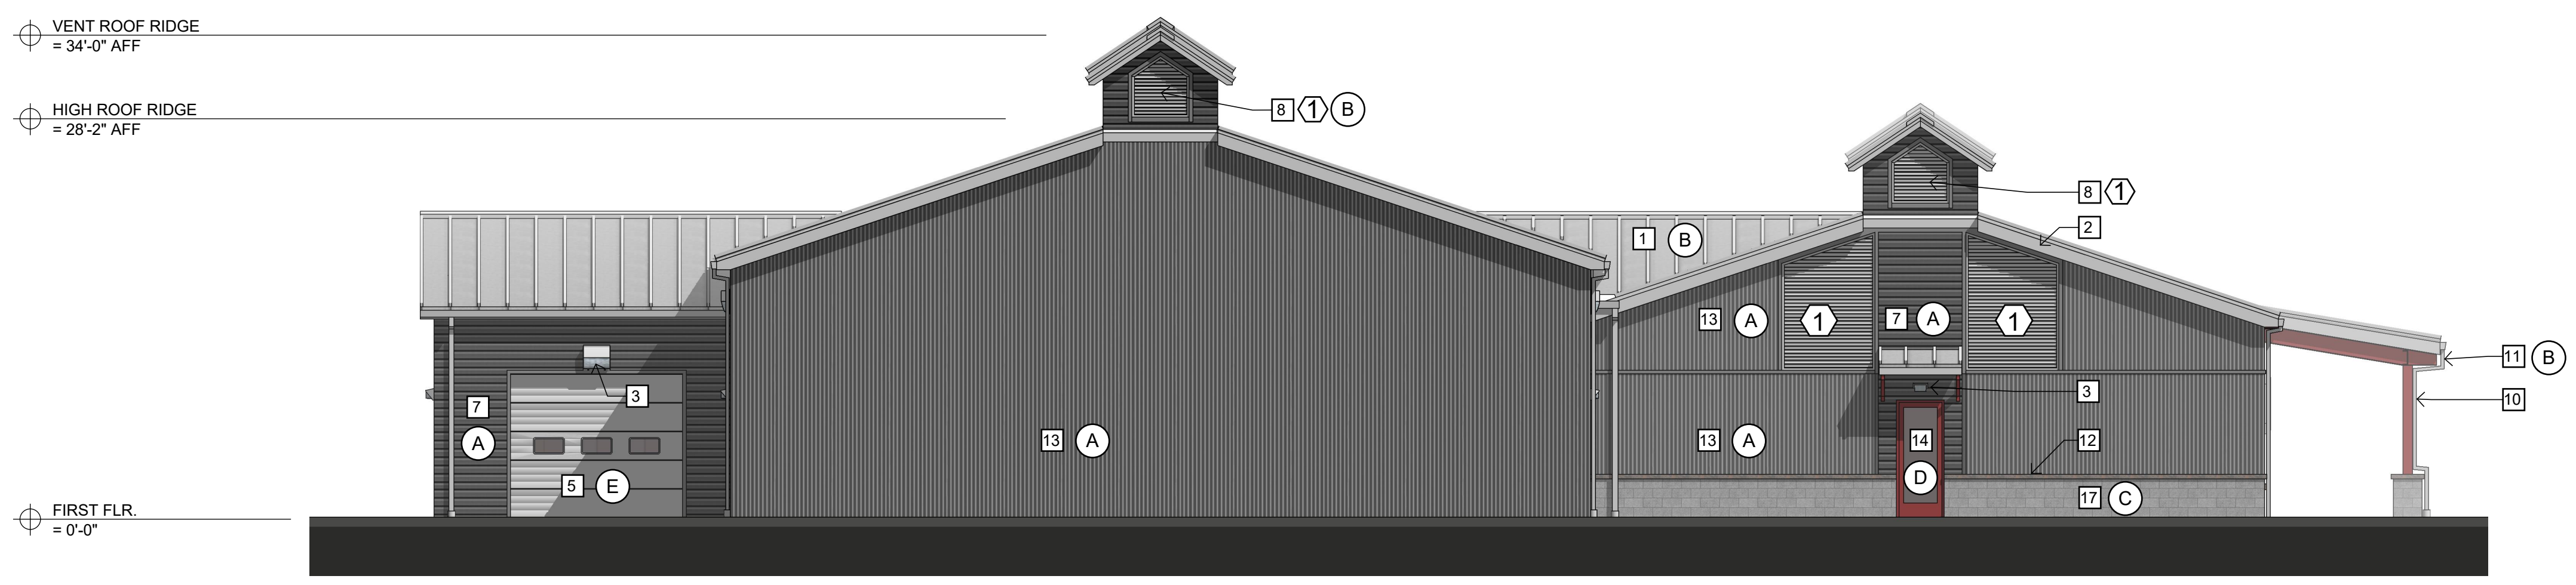 VENT ROOF RIDGE
= 34'-0" AFF
HIGH ROOF RIDGE
= 28'-2" AFF
8 1 B
8 1
2
1 B
13 A
1
7 A
1
11 B
3
3
10
7
A
13 A
13 A
14
12
5 E
D
17 C
FIRST FLR.
= 0'-0"